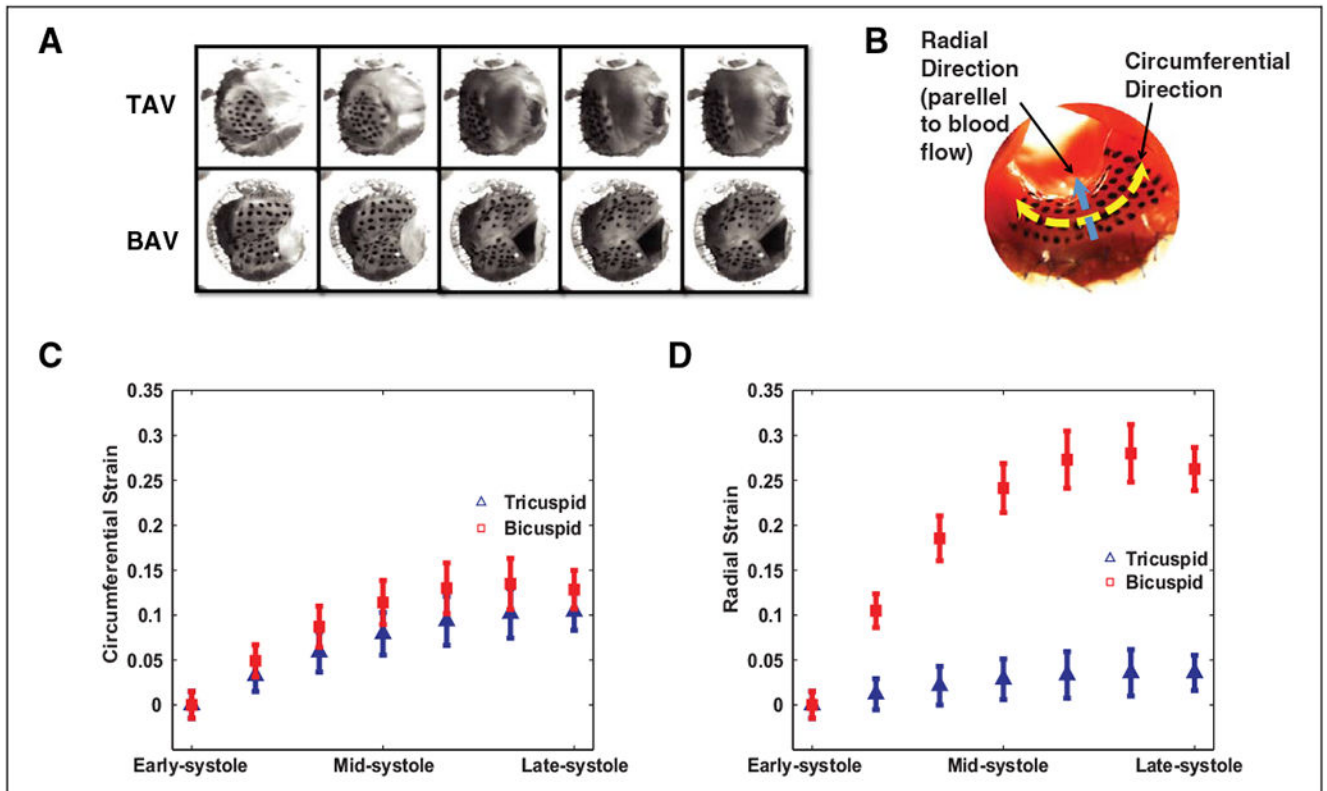 A
TAV
BAV
B
Radial
Direction
(parellel
to blood
flow)
Circumferential
Direction
C
Circumferential Strain
0.35
0.3
0.25
0.2
0.15
0.1
0.05
0
Tricuspid
Bicuspid
Early-systole Mid-systole Late-systole
D
Radial Strain
0.35
0.3
0.25
0.2
0.15
0.1
0.05
0
Tricuspid
Bicuspid
Early-systole Mid-systole Late-systole